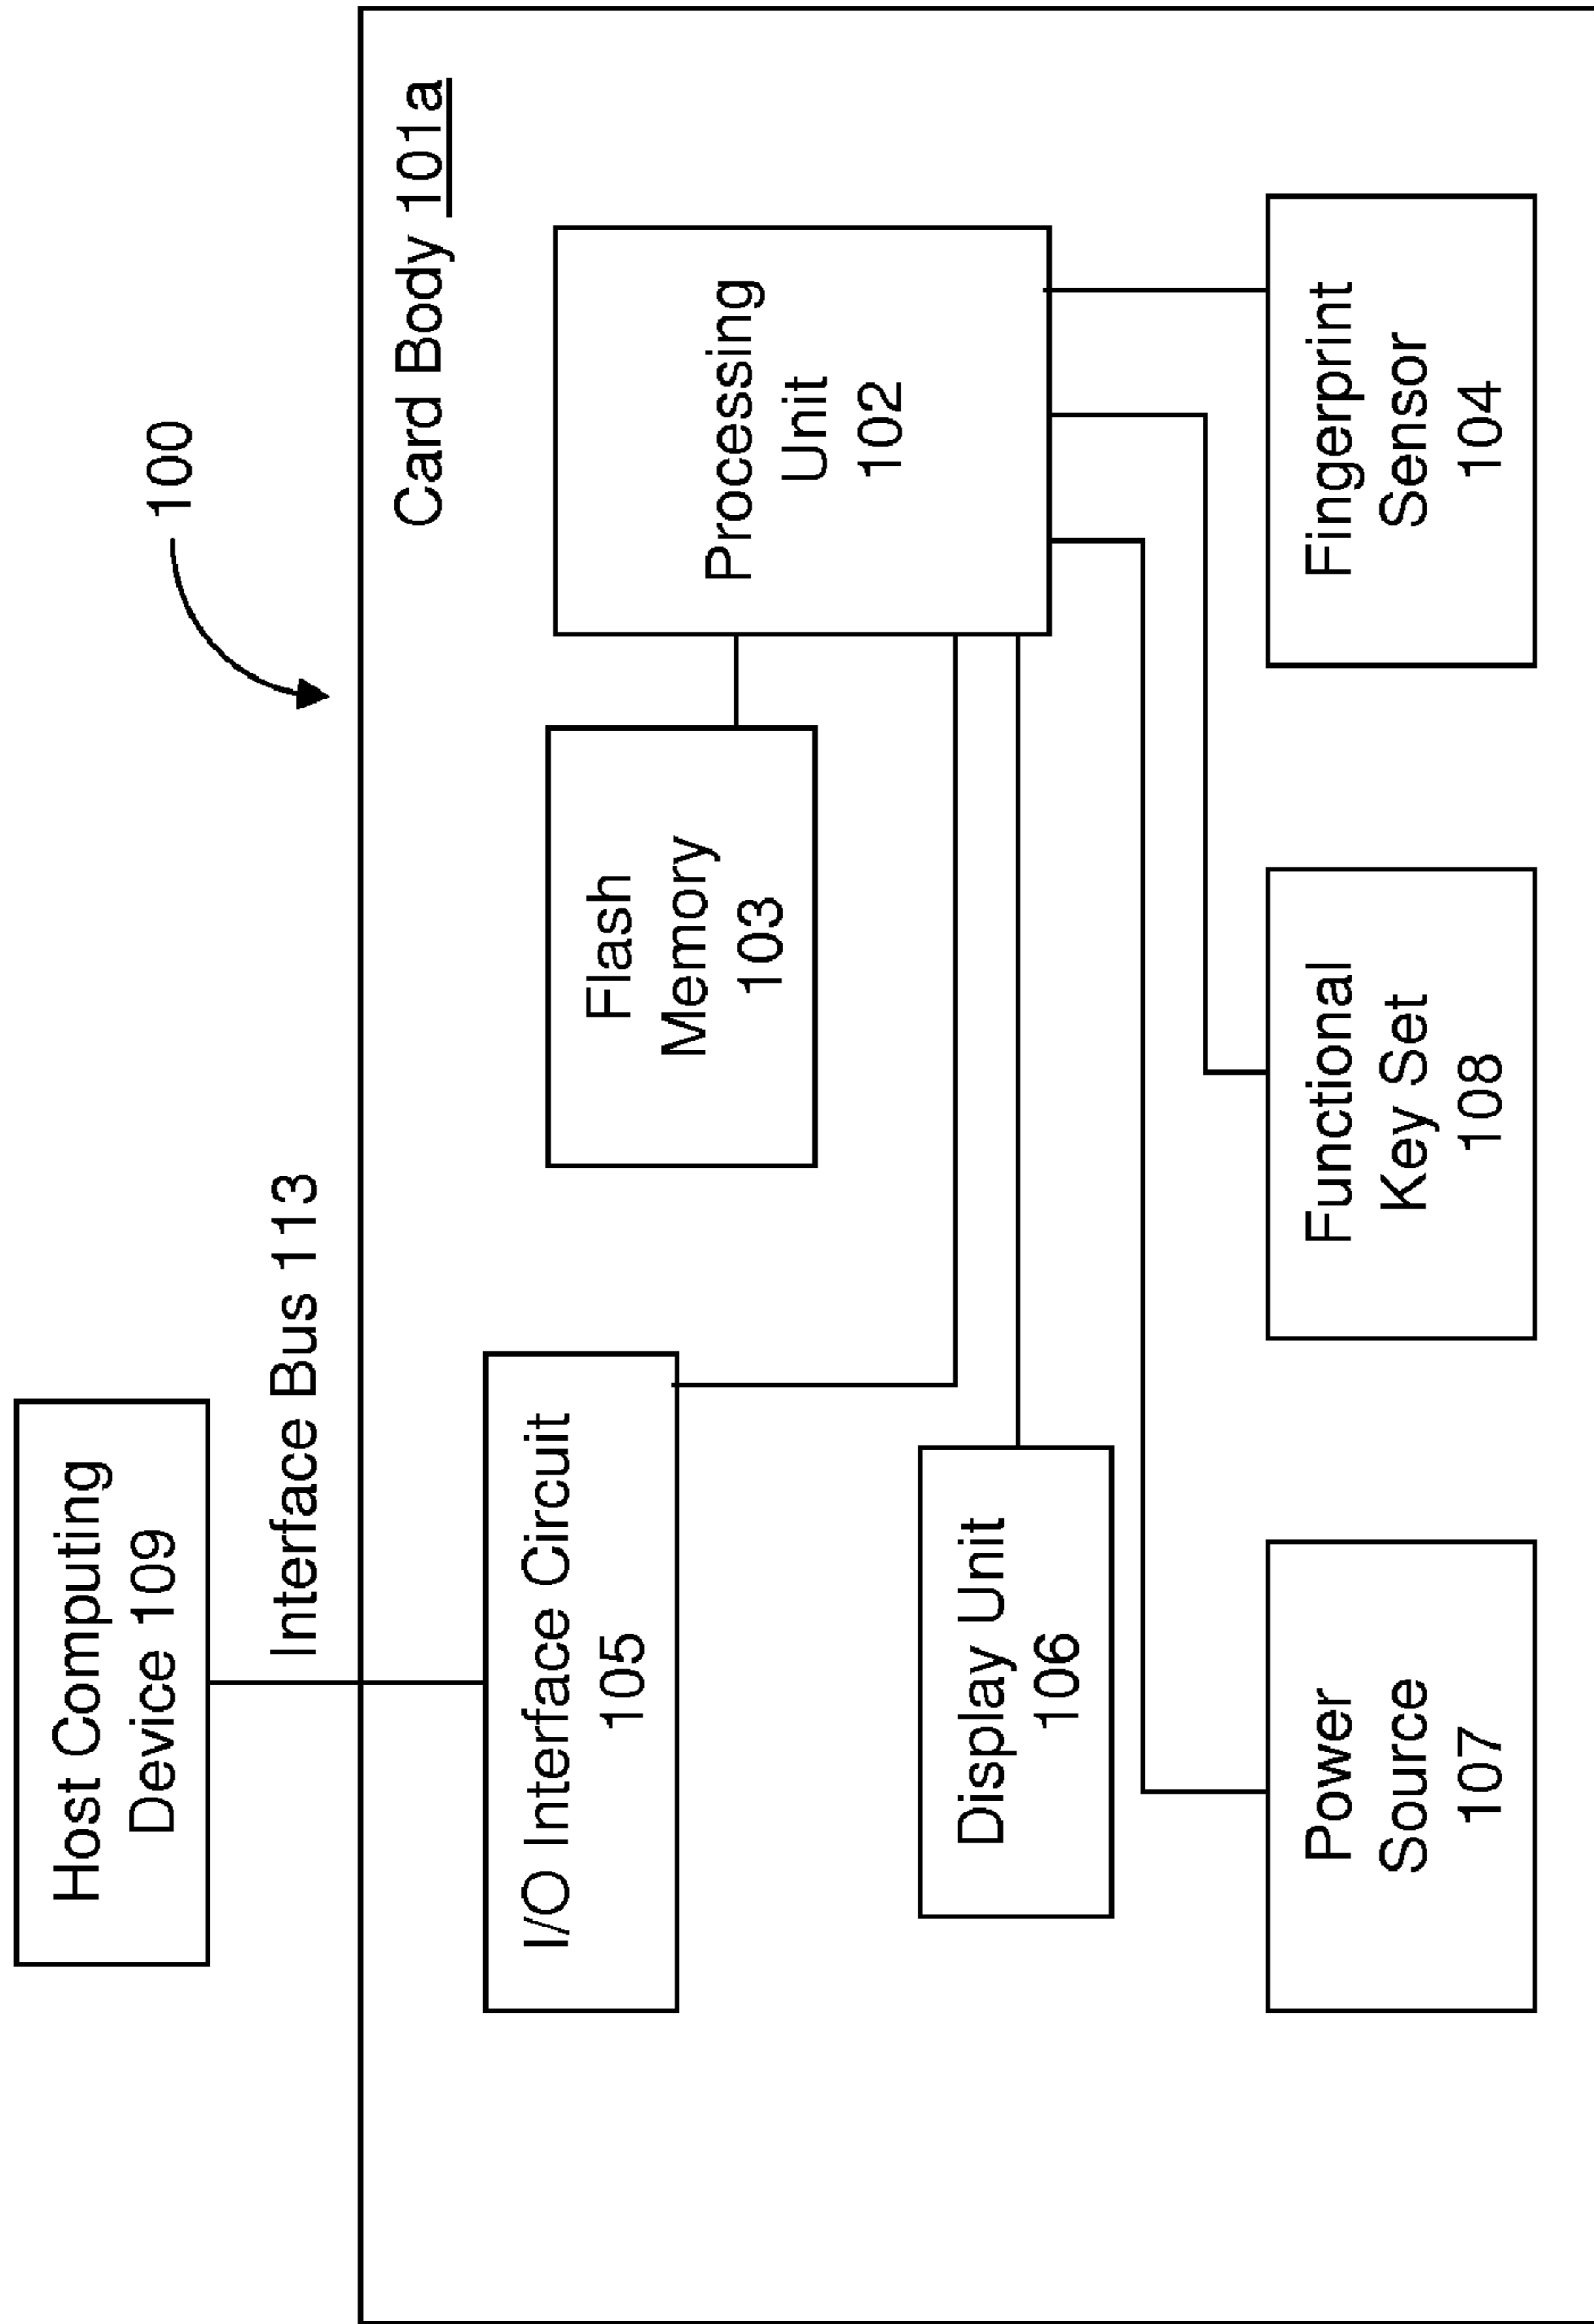 Host Computing
Device 109
Interface Bus 113
100
Card Body 101a
I/O Interface Circuit
105
Flash
Memory
103
Processing
Unit
102
Display Unit
106
Power
Source
107
Functional
Key Set
108
Fingerprint
Sensor
104